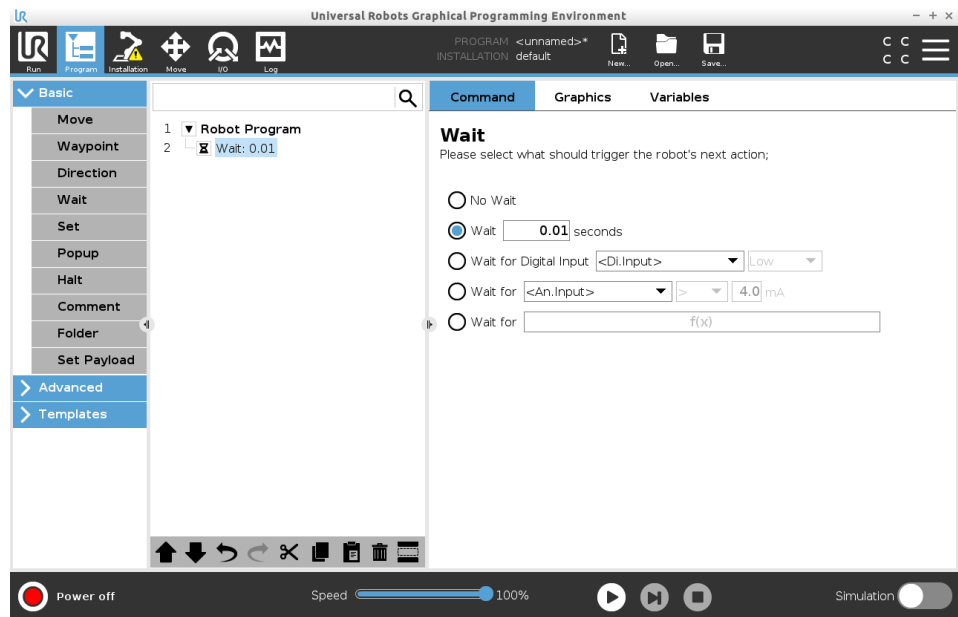 UR Universal Robots Graphical Programming Environment - + ×
UR
Run Program Installation Move I/O Log
PROGRAM <unnamed>*
INSTALLATION default
New... Open... Save...
C C
C C
Basic
Move
Waypoint
Direction
Wait
Set
Popup
Halt
Comment
Folder
Set Payload
Advanced
Templates
1 ▼ Robot Program
2 Wait: 0.01
Command Graphics Variables
Wait
Please select what should trigger the robot's next action;
No Wait
Wait 0.01 seconds
Wait for Digital Input <Di.Input> Low
Wait for <An.Input> > 4.0 mA
Wait for f(x)
Power off
Speed 100%
Simulation